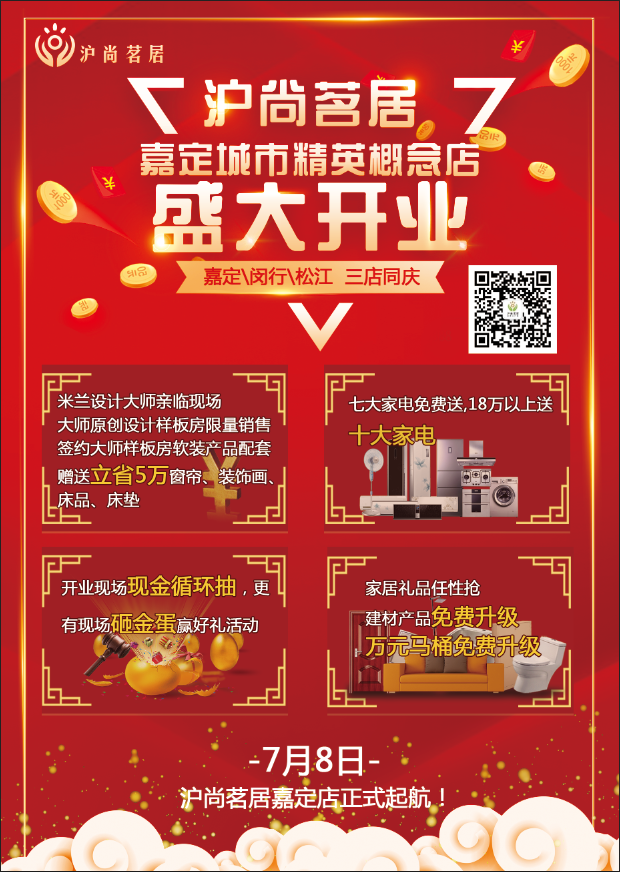 沪尚茗居
沪尚茗居
嘉定城市精英概念店
盛大开业
嘉定\闵行\松江 三店同庆
米兰设计大师亲临现场
大师原创设计样板房限量销售
签约大师样板房软装产品配套
赠送立省5万窗帘、装饰画、
床品、床垫
七大家电免费送,18万以上送
十大家电
开业现场现金循环抽，更
有现场砸金蛋赢好礼活动
家居礼品任性抢
建材产品免费升级
万元马桶免费升级
-7月8日-
沪尚茗居嘉定店正式起航！